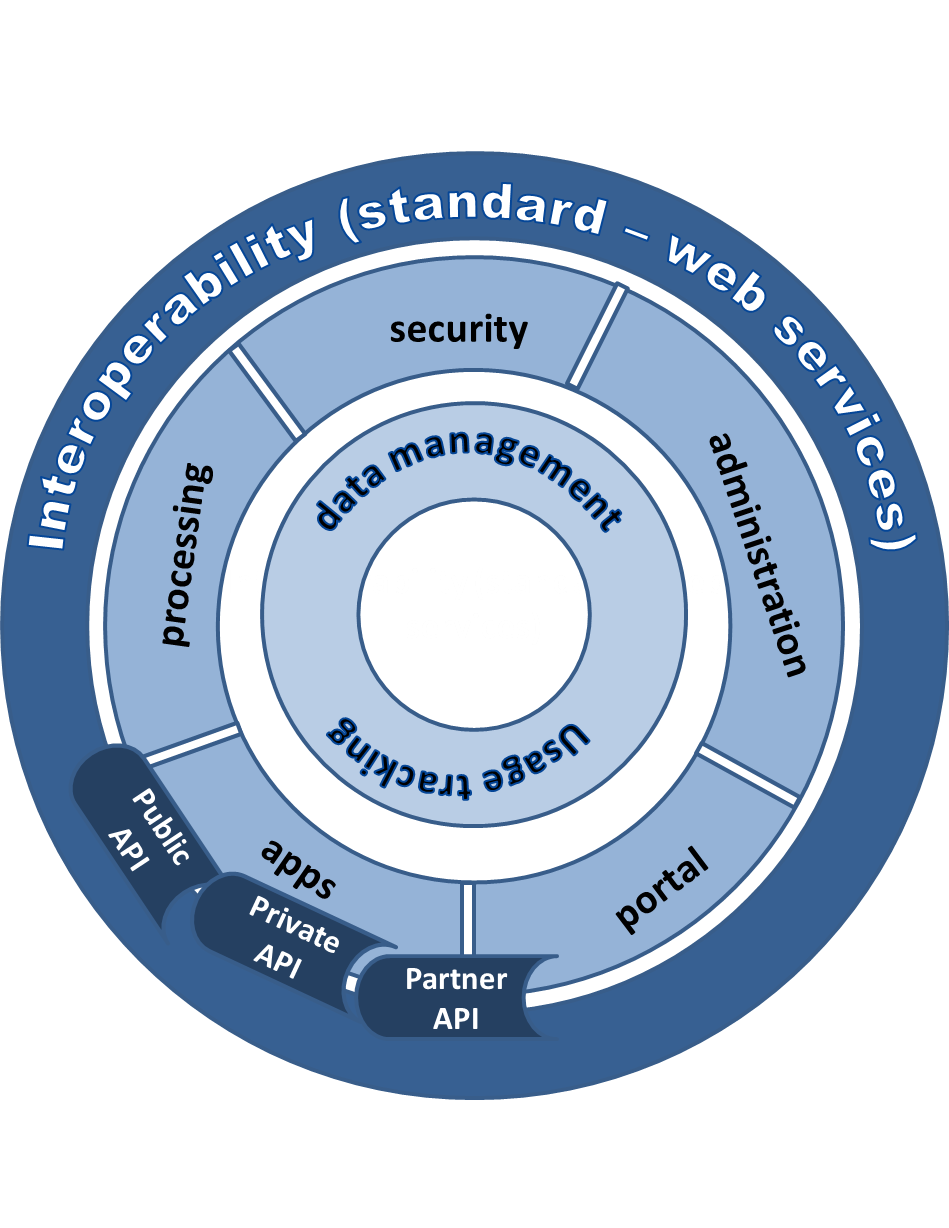 Interoperability (standard – web services)
security
administration
processing
data management
Usage tracking
apps
portal
Public
API
Private
API
Partner
API